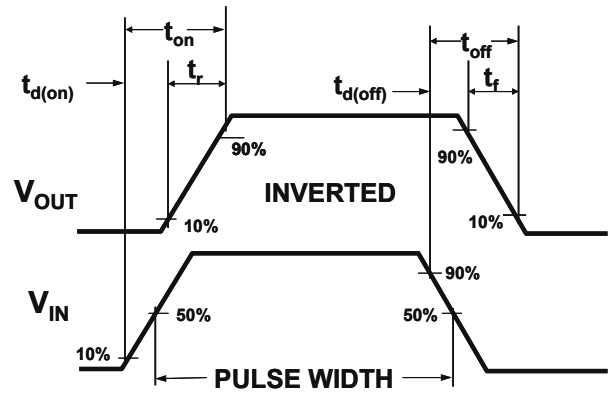 t_on
t_off
t_d(on)
t_r
t_d(off)
t_f
90%
90%
V_OUT
INVERTED
10%
10%
90%
V_IN
50%
50%
10%
PULSE WIDTH